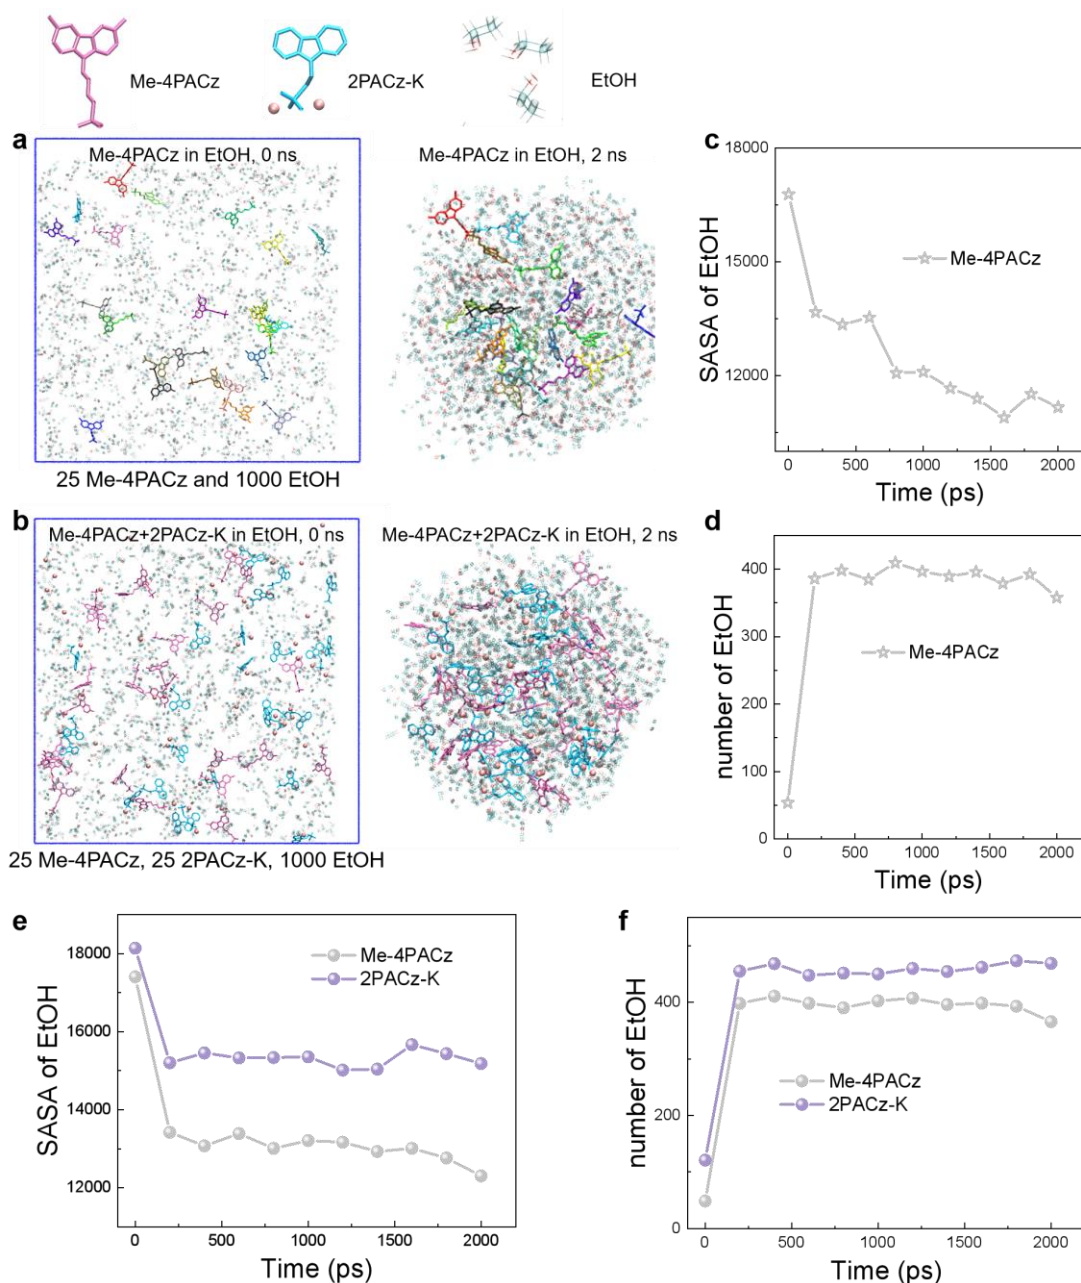 Me-4PACz
2PACz-K
EtOH
a
Me-4PACz in EtOH, 0 ns
Me-4PACz in EtOH, 2 ns
25 Me-4PACz and 1000 EtOH
b
Me-4PACz+2PACz-K in EtOH, 0 ns
Me-4PACz+2PACz-K in EtOH, 2 ns
25 Me-4PACz, 25 2PACz-K, 1000 EtOH
c
18000
15000
12000
SASA of EtOH
Me-4PACz
0 500 1000 1500 2000
Time (ps)
d
400
300
200
100
0
number of EtOH
Me-4PACz
0 500 1000 1500 2000
Time (ps)
e
18000
16000
14000
12000
SASA of EtOH
Me-4PACz
2PACz-K
0 500 1000 1500 2000
Time (ps)
f
400
200
0
number of EtOH
Me-4PACz
2PACz-K
0 500 1000 1500 2000
Time (ps)